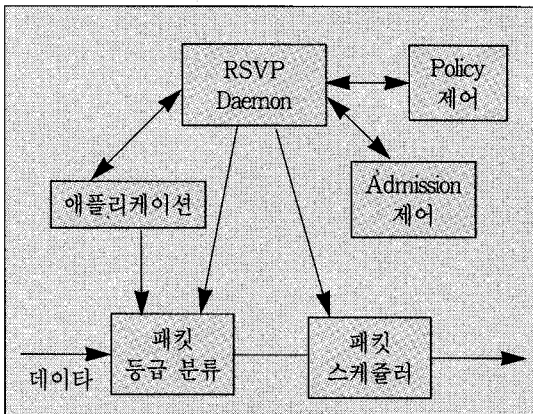 RSVP
Daemon
Policy
제어
애플리케이션
Admission
제어
패킷
등급 분류
패킷
스케쥴러
데이타